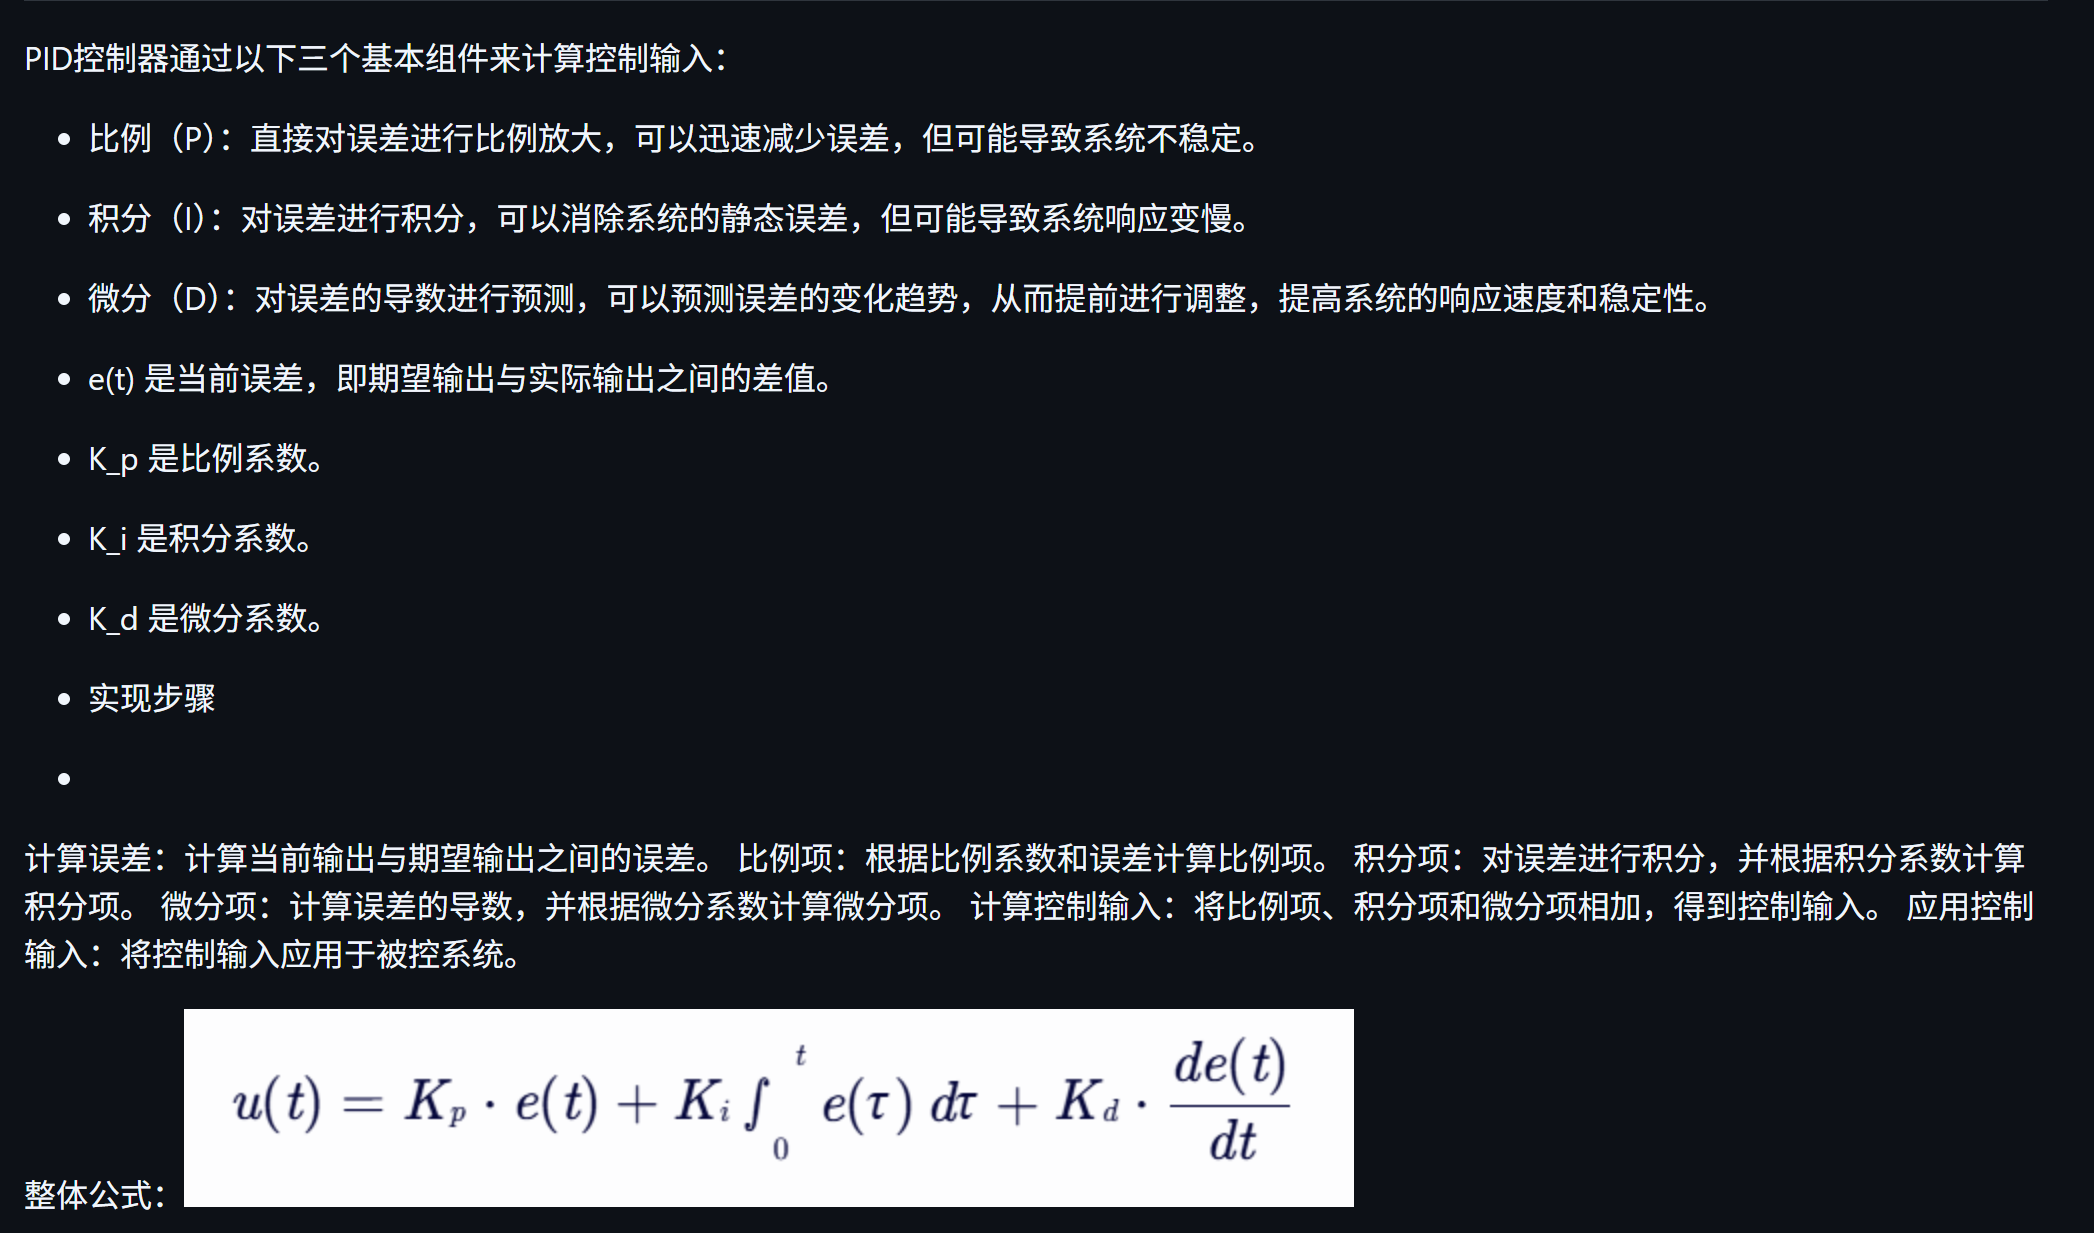 PID控制器通过以下三个基本组件来计算控制输入：
比例（P）：直接对误差进行比例放大，可以迅速减少误差，但可能导致系统不稳定。
积分（I）：对误差进行积分，可以消除系统的静态误差，但可能导致系统响应变慢。
微分（D）：对误差的导数进行预测，可以预测误差的变化趋势，从而提前进行调整，提高系统的响应速度和稳定性。
e(t) 是当前误差，即期望输出与实际输出之间的差值。
K_p 是比例系数。
K_i 是积分系数。
K_d 是微分系数。
实现步骤
计算误差：计算当前输出与期望输出之间的误差。 比例项：根据比例系数和误差计算比例项。 积分项：对误差进行积分，并根据积分系数计算
积分项。 微分项：计算误差的导数，并根据微分系数计算微分项。 计算控制输入：将比例项、积分项和微分项相加，得到控制输入。 应用控制
输入：将控制输入应用于被控系统。
整体公式： u(t) = K_p · e(t) + K_i ∫_0^t e(τ) dτ + K_d · de(t)/dt